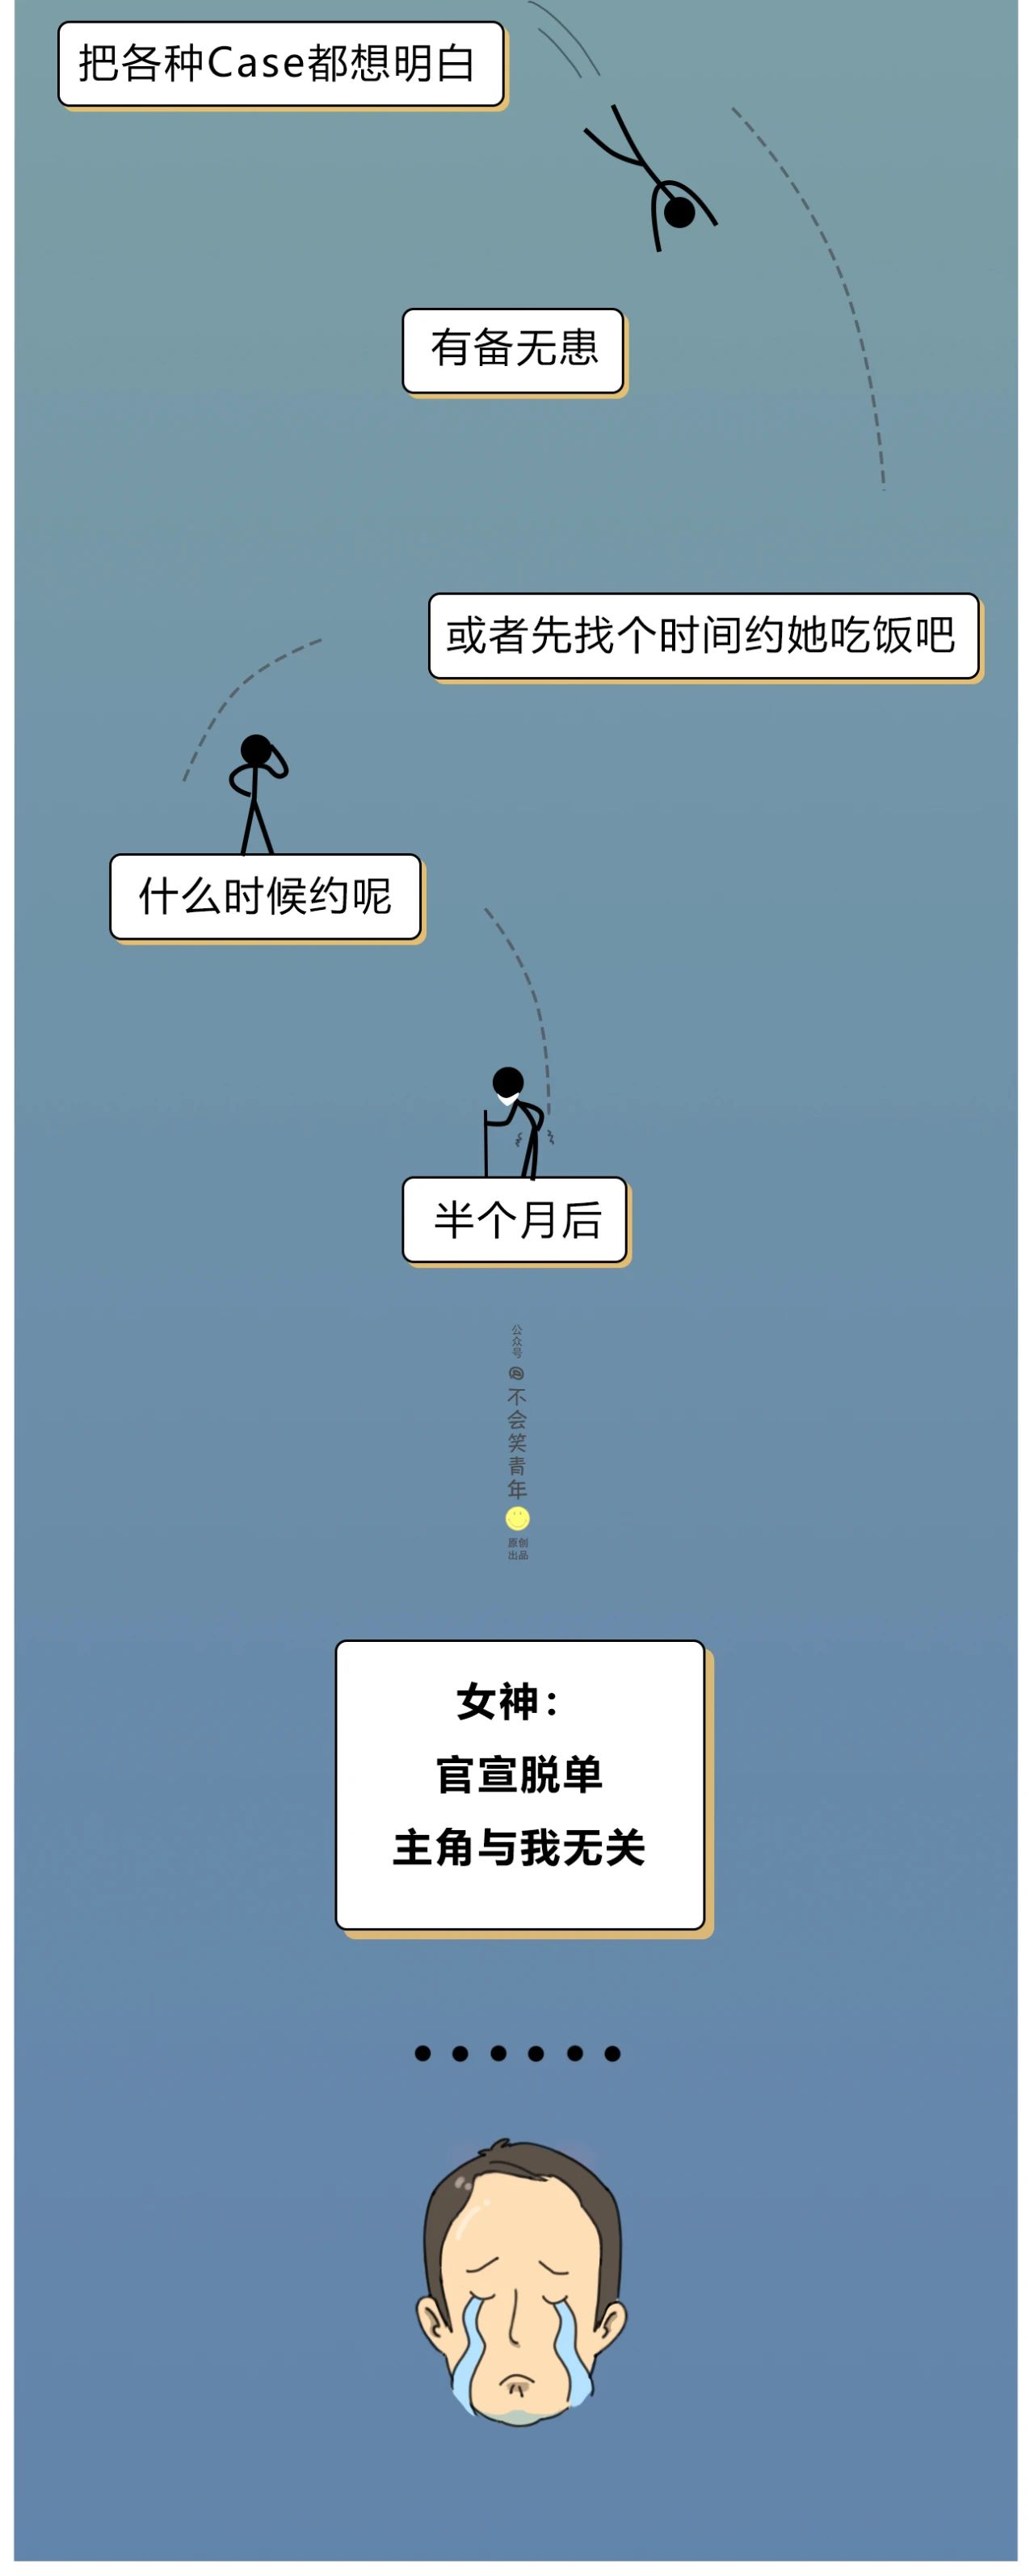 把各种Case都想明白
有备无患
或者先找个时间约她吃饭吧
什么时候约呢
半个月后
公众号
@不会笑青年
原创
出品
女神：
官宣脱单
主角与我无关
······